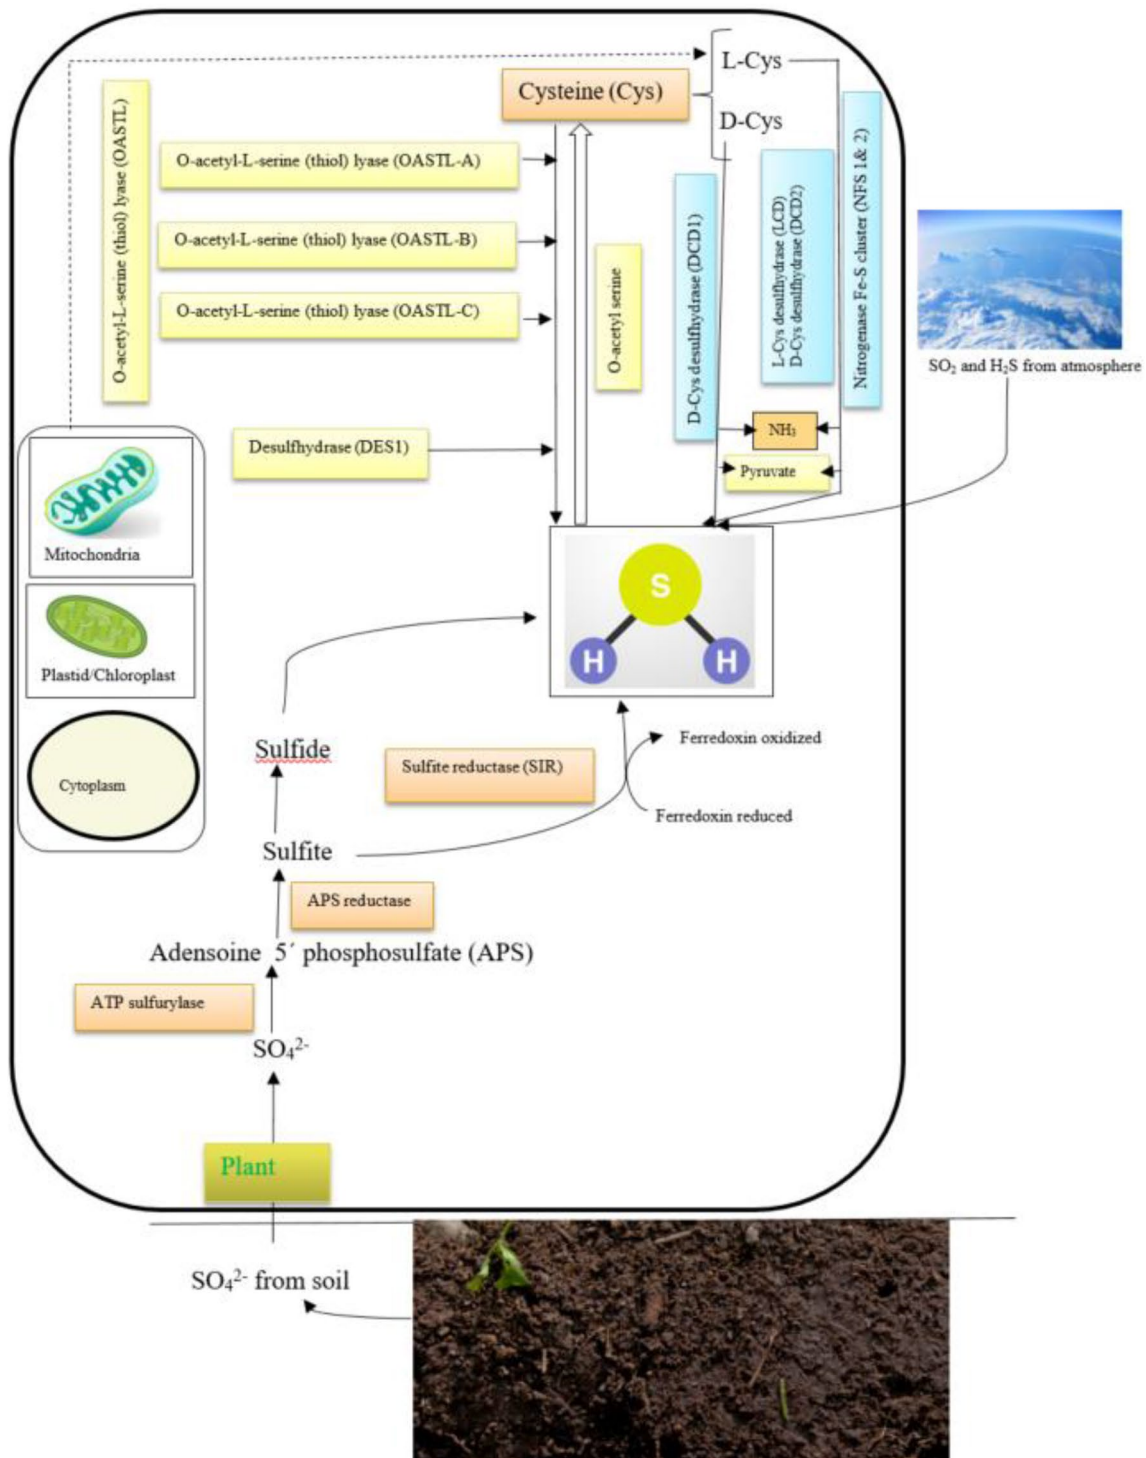 L-Cys
Cysteine (Cys)
D-Cys
O-acetyl-L-serine (thiol) lyase (OASTL)
O-acetyl-L-serine (thiol) lyase (OASTL-A)
O-acetyl-L-serine (thiol) lyase (OASTL-B)
O-acetyl-L-serine (thiol) lyase (OASTL-C)
O-acetyl serine
D-Cys desulfhydrase (DCD1)
L-Cys desulfhydrase (LCD)
D-Cys desulfhydrase (DCD2)
Nitrogenase Fe-S cluster (NFS 1& 2)
SO₂ and H₂S from atmosphere
Desulfhydrase (DES1)
NH₃
Pyruvate
Mitochondria
Plastid/Chloroplast
Cytoplasm
S
H
H
Sulfide
Sulfite reductase (SIR)
Ferredoxin oxidized
Ferredoxin reduced
Sulfite
APS reductase
Adensoine 5´ phosphosulfate (APS)
ATP sulfurylase
SO₄²⁻
Plant
SO₄²⁻ from soil